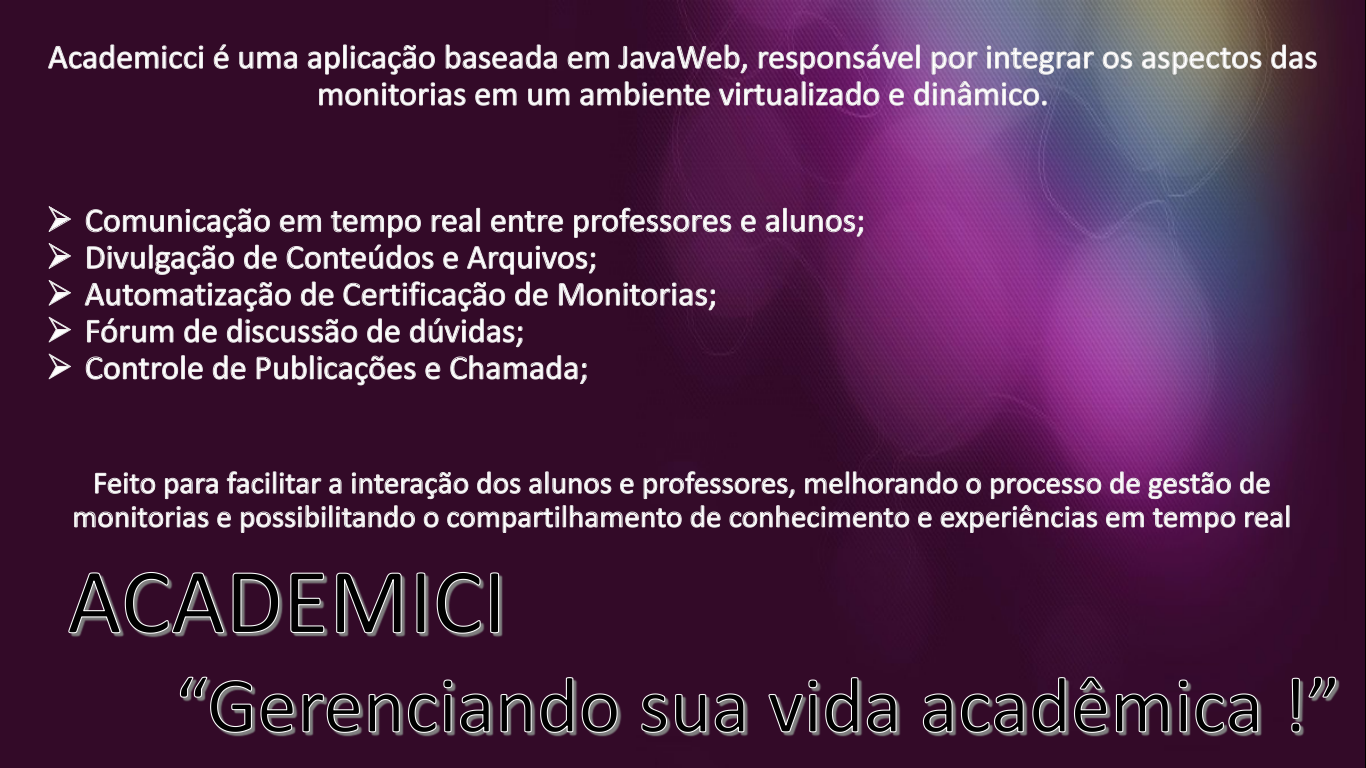 Academicci é uma aplicação baseada em JavaWeb, responsável por integrar os aspectos das
monitorias em um ambiente virtualizado e dinâmico.
➢ Comunicação em tempo real entre professores e alunos;
➢ Divulgação de Conteúdos e Arquivos;
➢ Automatização de Certificação de Monitorias;
➢ Fórum de discussão de dúvidas;
➢ Controle de Publicações e Chamada;
Feito para facilitar a interação dos alunos e professores, melhorando o processo de gestão de
monitorias e possibilitando o compartilhamento de conhecimento e experiências em tempo real
ACADEMICI
“Gerenciando sua vida acadêmica !”